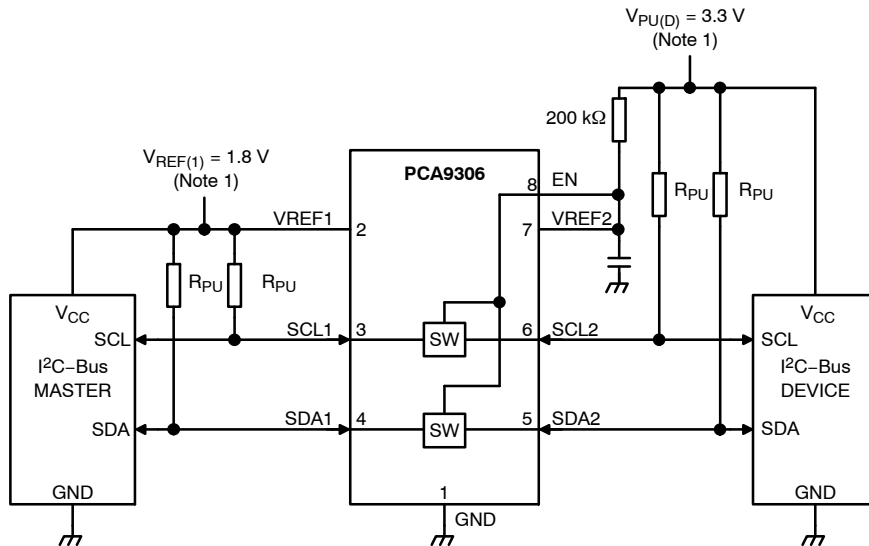 V_PU(D) = 3.3 V
(Note 1)
200 kΩ
V_REF(1) = 1.8 V
(Note 1)
PCA9306
8
EN
R_PU
R_PU
VREF1
2
7
VREF2
R_PU
R_PU
V_CC
V_CC
SCL
SCL1
3
SW
6
SCL2
SCL
I²C–Bus
MASTER
I²C–Bus
DEVICE
SDA
SDA1
4
SW
5
SDA2
SDA
GND
1
GND
GND